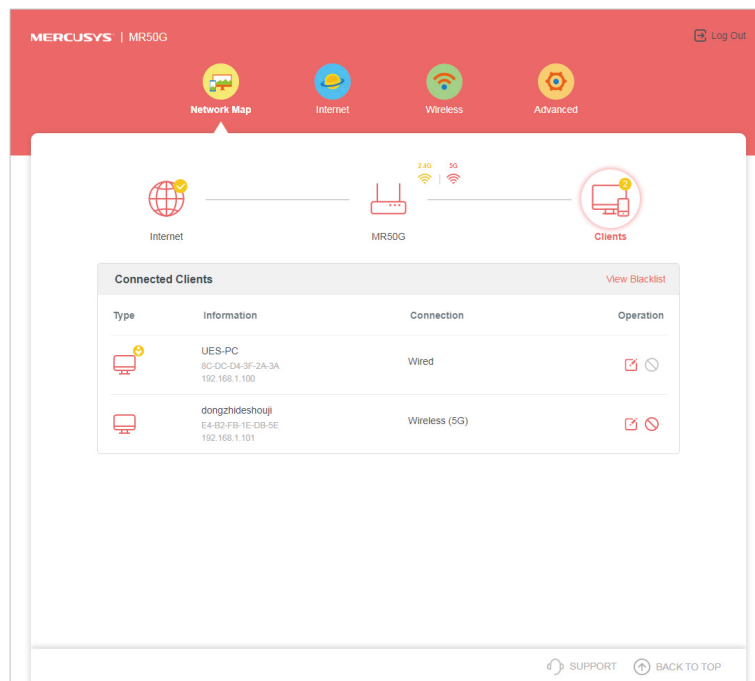 MERCUSYS | MR50G
Log Out
Network Map
Internet
Wireless
Advanced
2.4G
5G
2
Internet
MR50G
Clients
Connected Clients
View Blacklist
Type
Information
Connection
Operation
UES-PC
8C-DC-D4-3F-2A-3A
192.168.1.100
Wired
dongzhideshouji
E4-B2-FB-1E-DB-5E
192.168.1.101
Wireless (5G)
SUPPORT
BACK TO TOP